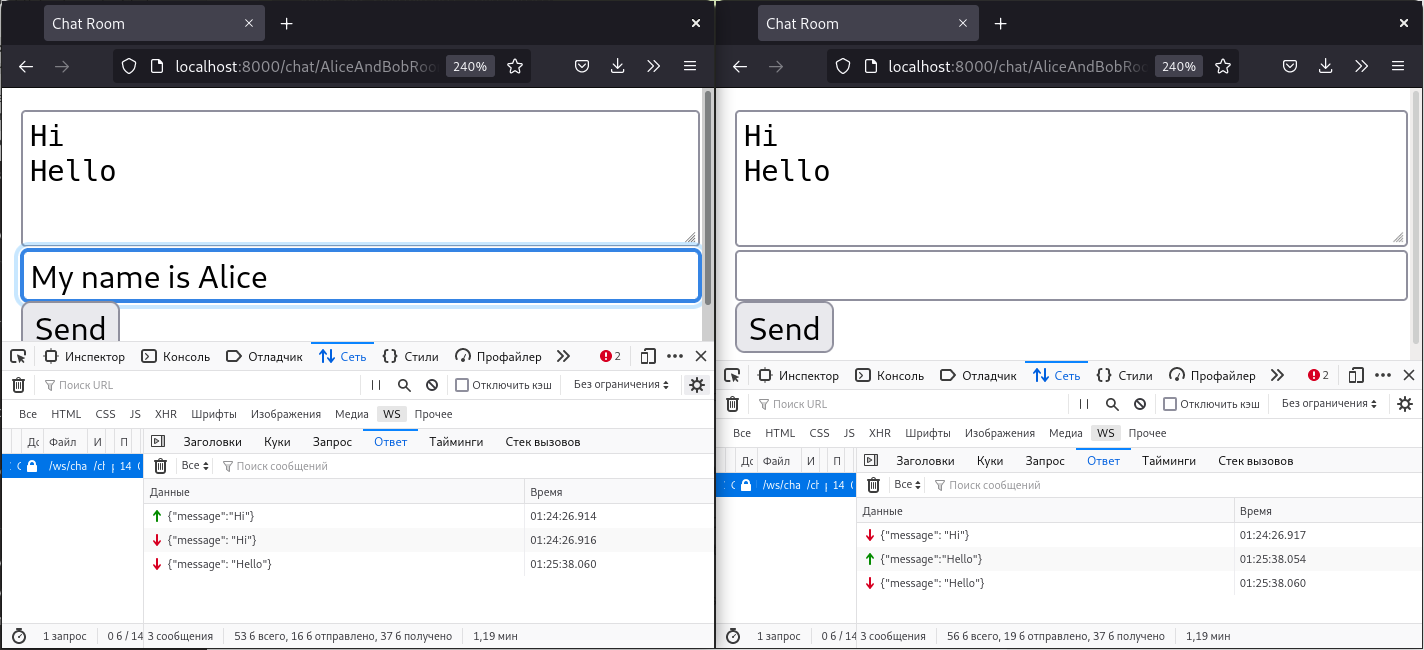 Chat Room
localhost:8000/chat/AliceAndBobRoo 240%
Hi
Hello
My name is Alice
Send
Инспектор Консоль Отладчик Сеть Стили Профайлер 2
Поиск URL Отключить кэш Без ограничения
Все HTML CSS JS XHR Шрифты Изображения Медиа WS Прочее
Файл И П Заголовки Куки Запрос Ответ Тайминги Стек вызовов
/ws/cha /cl 14 Все Поиск сообщений
Данные Время
{"message":"Hi"} 01:24:26.914
{"message": "Hi"} 01:24:26.916
{"message": "Hello"} 01:25:38.060
1 запрос 0 б / 14 3 сообщения 53 б всего, 16 б отправлено, 37 б получено 1,19 мин
Chat Room
localhost:8000/chat/AliceAndBobRo 240%
Hi
Hello
Send
Инспектор Консоль Отладчик Сеть Стили Профайлер 2
Поиск URL Отключить кэш Без ограничения
Все HTML CSS JS XHR Шрифты Изображения Медиа WS Прочее
Файл И П Заголовки Куки Запрос Ответ Тайминги Стек вызовов
/ws/cha /cl 14 Все Поиск сообщений
Данные Время
{"message": "Hi"} 01:24:26.917
{"message":"Hello"} 01:25:38.054
{"message": "Hello"} 01:25:38.060
1 запрос 0 б / 14 3 сообщения 56 б всего, 19 б отправлено, 37 б получено 1,19 мин